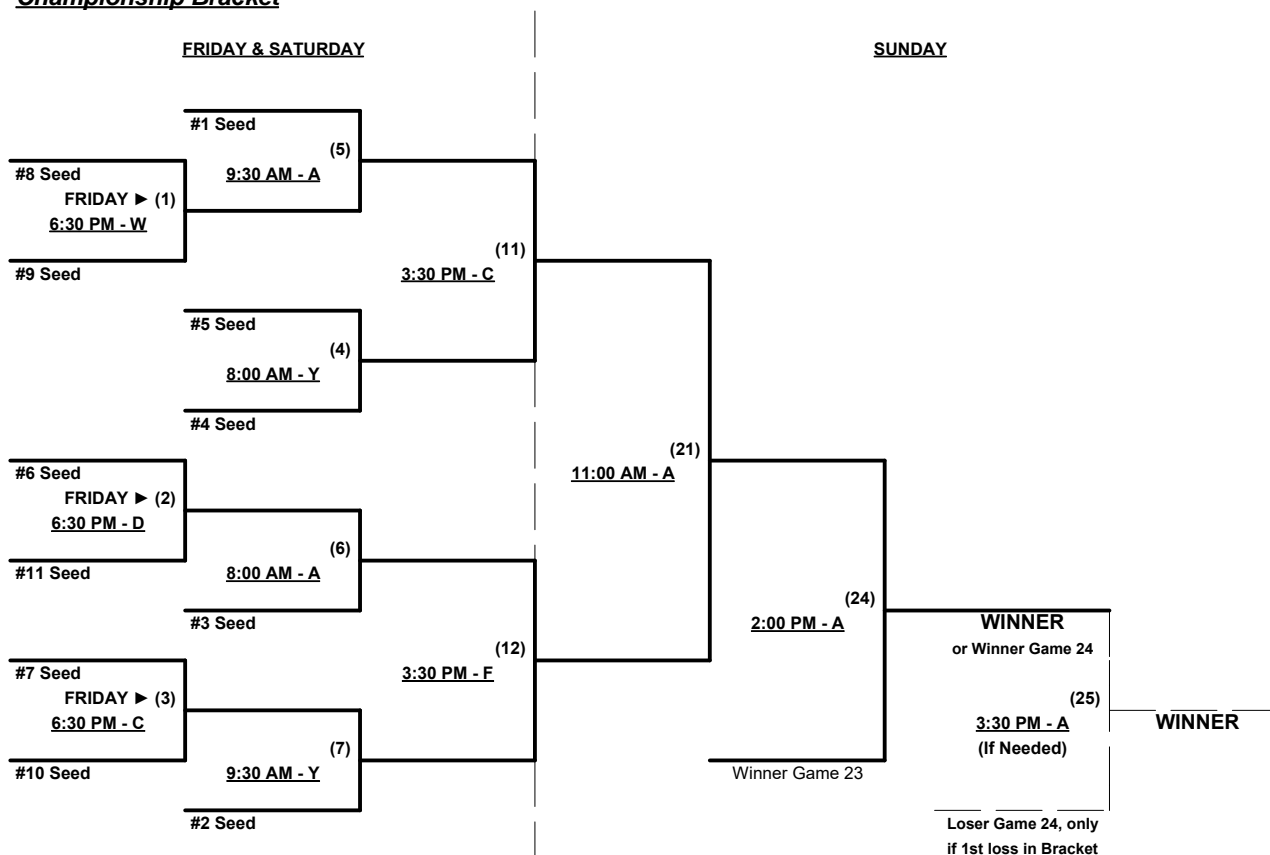 Championship Bracket
FRIDAY & SATURDAY
SUNDAY
#1 Seed
(5)
9:30 AM - A
#8 Seed
FRIDAY ► (1)
6:30 PM - W
#9 Seed
(11)
3:30 PM - C
#5 Seed
(4)
8:00 AM - Y
#4 Seed
(21)
11:00 AM - A
#6 Seed
FRIDAY ► (2)
6:30 PM - D
#11 Seed
(6)
8:00 AM - A
#3 Seed
(24)
2:00 PM - A
WINNER
or Winner Game 24
(12)
3:30 PM - F
#7 Seed
FRIDAY ► (3)
6:30 PM - C
#10 Seed
(7)
9:30 AM - Y
#2 Seed
(25)
3:30 PM - A
(If Needed)
WINNER
Winner Game 23
Loser Game 24, only
if 1st loss in Bracket